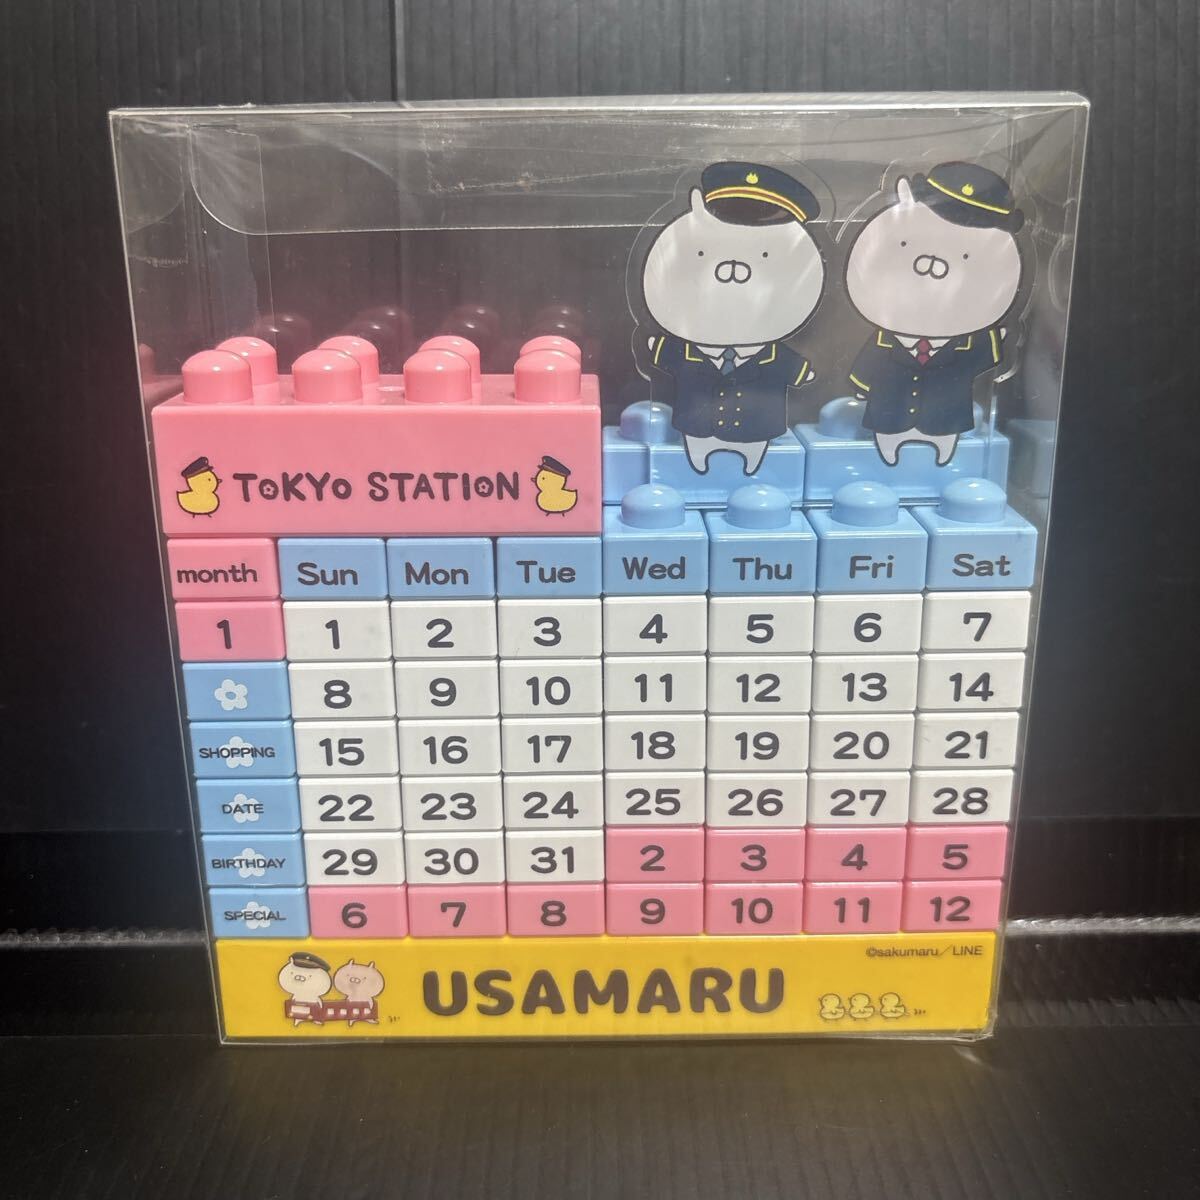 TOKYO STATION
month Sun Mon Tue Wed Thu Fri Sat
1 1 2 3 4 5 6 7
8 9 10 11 12 13 14
SHOPPING 15 16 17 18 19 20 21
DATE 22 23 24 25 26 27 28
BIRTHDAY 29 30 31 2 3 4 5
SPECIAL 6 7 8 9 10 11 12
©sakumaru/LINE
USAMARU